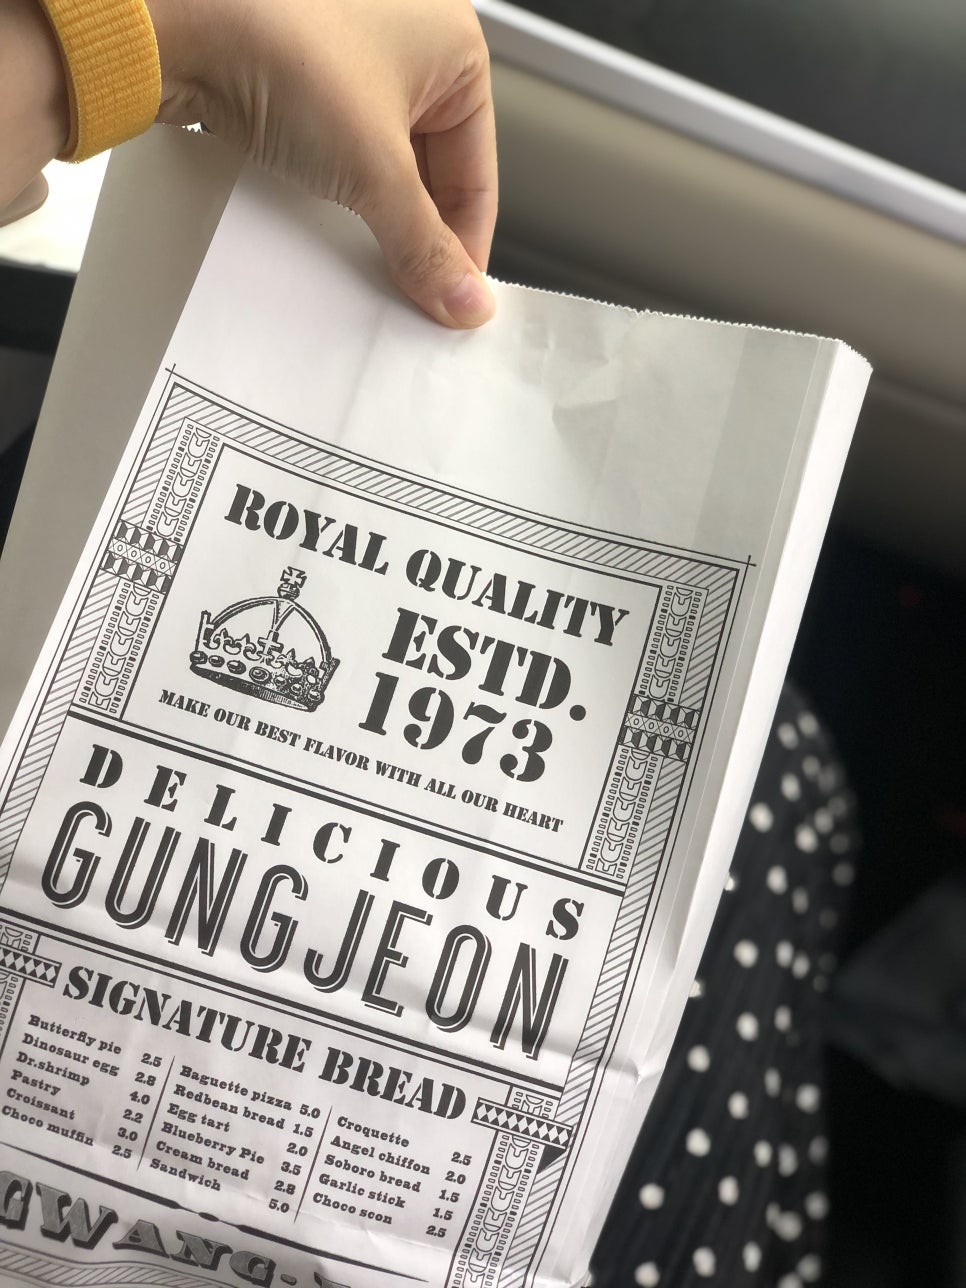 ROYAL QUALITY
ESTD.
1973
MAKE OUR BEST FLAVOR WITH ALL OUR HEART
DELICIOUS
GUNGJEON
SIGNATURE BREAD
Butterfly pie 2.5
Dinosaur egg 2.8
Dr.shrimp 4.0
Pastry 2.2
Croissant 3.0
Choco muffin 2.5
Baguette pizza 5.0
Redbean bread 1.5
Egg tart 2.0
Blueberry Pie 3.5
Cream bread 2.8
Sandwich 5.0
Croquette 2.5
Angel chiffon 2.0
Soboro bread 1.5
Garlic stick 1.5
Choco scon 2.5
GWANG